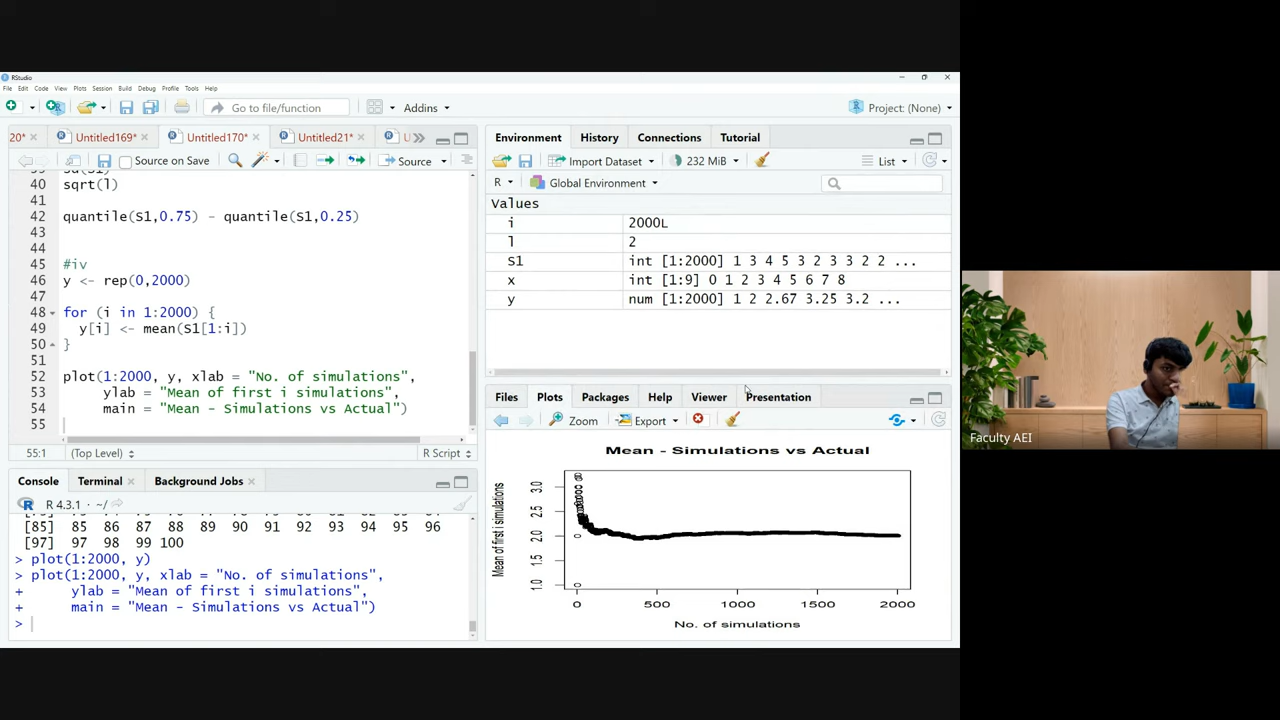 RStudio
File Edit Code View Plots Session Build Debug Profile Tools Help
Go to file/function
Addins
Project: (None)
20*
Untitled169*
Untitled170*
Untitled21*
Source on Save
Source
40 sqrt(l)
41
42 quantile(S1,0.75) - quantile(S1,0.25)
43
44
45 #iv
46 y <- rep(0,2000)
47
48 for (i in 1:2000) {
49 y[i] <- mean(S1[1:i])
50 }
51
52 plot(1:2000, y, xlab = "No. of simulations",
53 ylab = "Mean of first i simulations",
54 main = "Mean - Simulations vs Actual")
55
55:1 (Top Level) R Script
Console Terminal Background Jobs
R 4.3.1 · ~/
[85] 85 86 87 88 89 90 91 92 93 94 95 96
[97] 97 98 99 100
> plot(1:2000, y)
> plot(1:2000, y, xlab = "No. of simulations",
+ ylab = "Mean of first i simulations",
+ main = "Mean - Simulations vs Actual")
>
Environment History Connections Tutorial
Import Dataset 232 MiB List
R Global Environment
Values
i 2000L
l 2
S1 int [1:2000] 1 3 4 5 3 2 3 3 2 2 ...
x int [1:9] 0 1 2 3 4 5 6 7 8
y num [1:2000] 1 2 2.67 3.25 3.2 ...
Files Plots Packages Help Viewer Presentation
Zoom Export
Mean - Simulations vs Actual
Mean of first i simulations
3.0
2.5
2.0
1.5
1.0
0 500 1000 1500 2000
No. of simulations
Faculty AEI